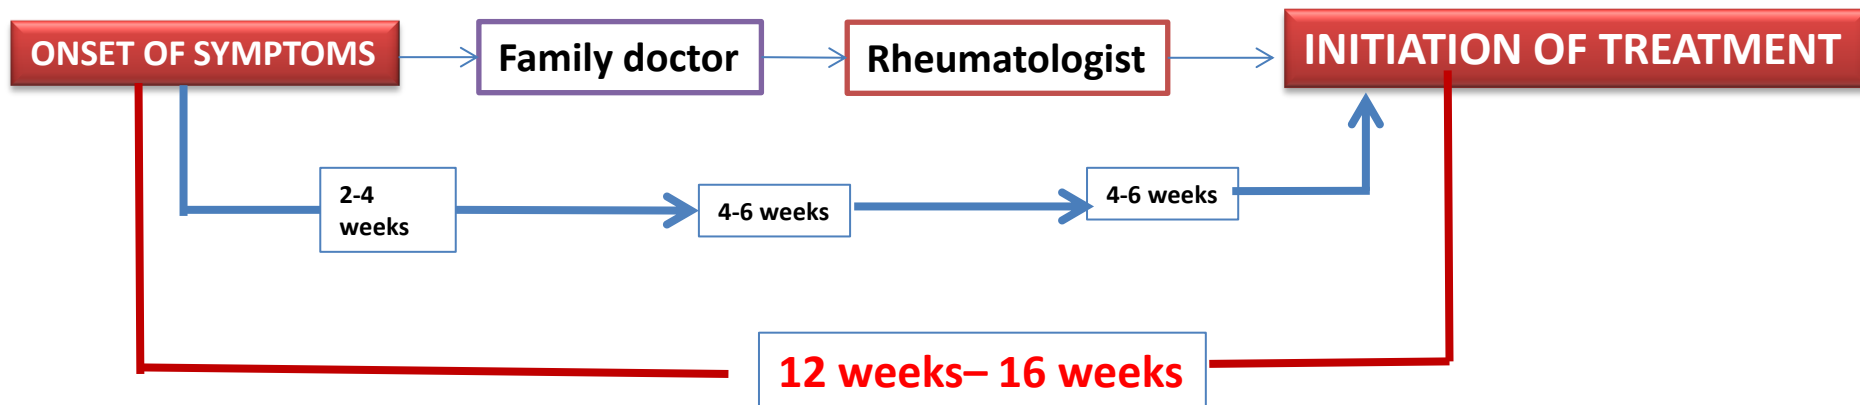 ONSET OF SYMPTOMS
Family doctor
Rheumatologist
INITIATION OF TREATMENT
2-4
weeks
4-6 weeks
4-6 weeks
12 weeks– 16 weeks